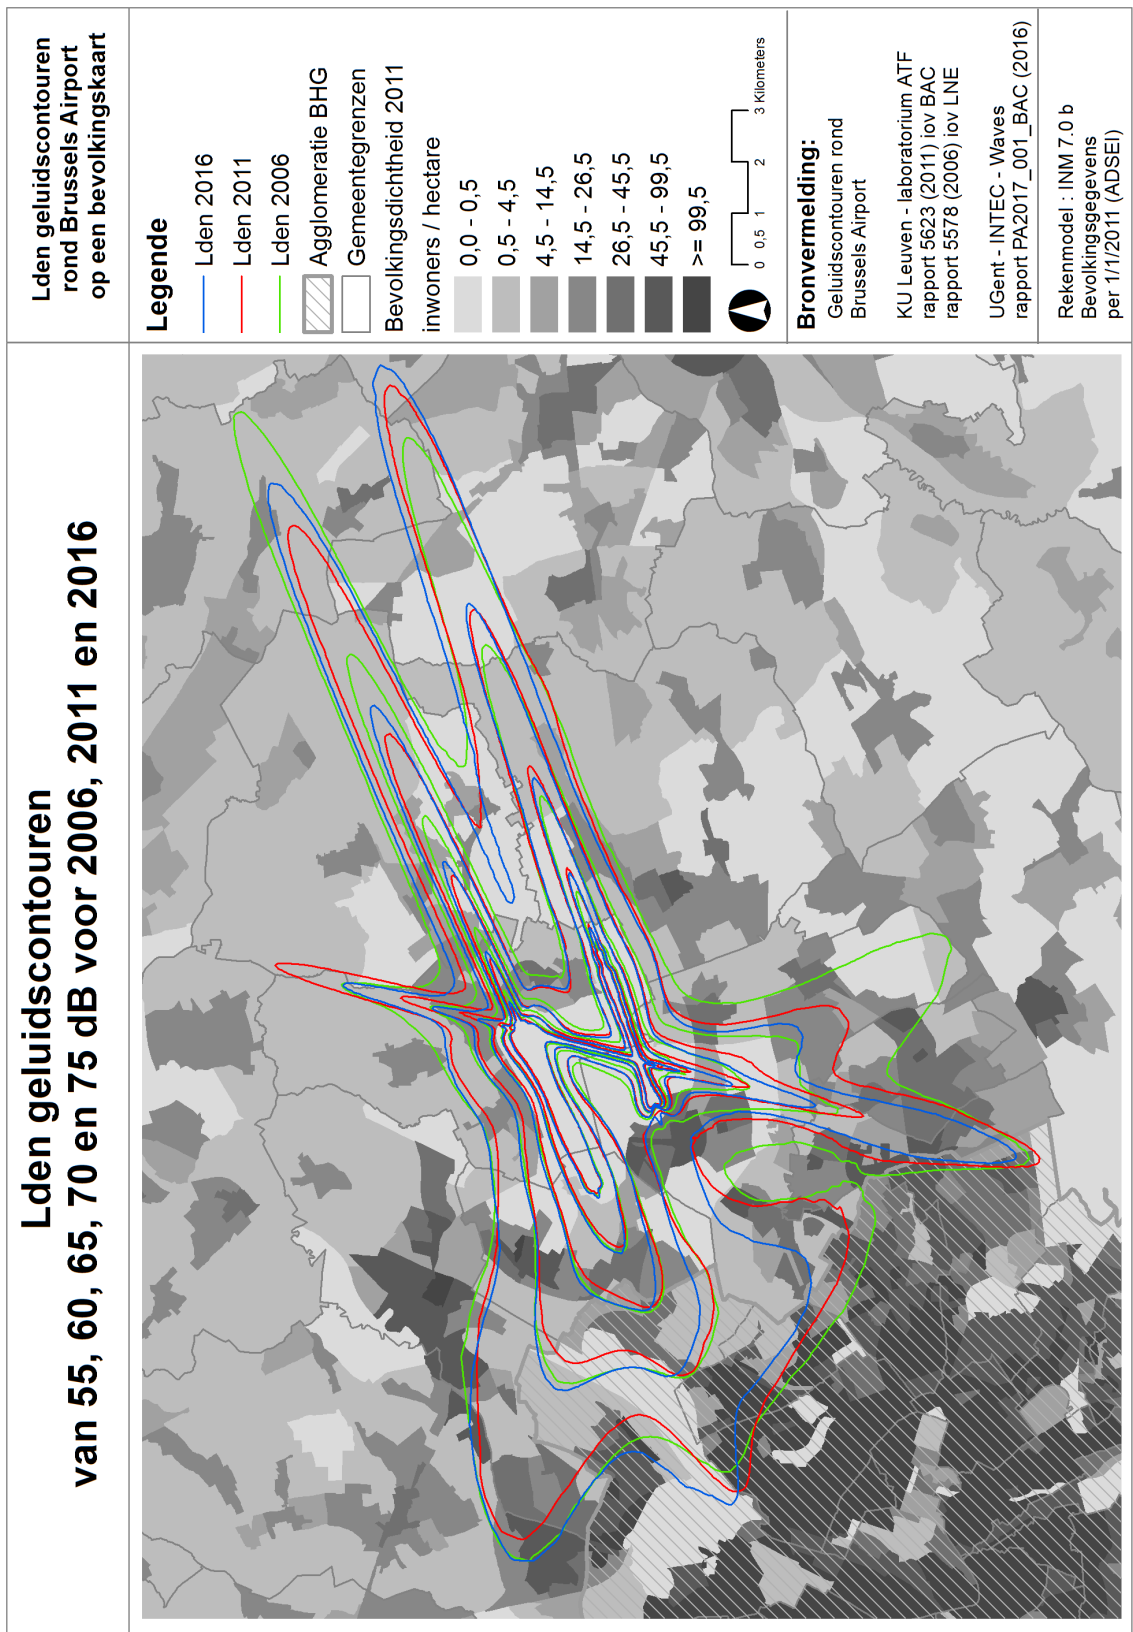 Lden geluidscontouren
van 55, 60, 65, 70 en 75 dB voor 2006, 2011 en 2016
Lden geluidscontouren
rond Brussels Airport
op een bevolkingskaart
Legende
Lden 2016
Lden 2011
Lden 2006
Agglomeratie BHG
Gemeentegrenzen
Bevolkingsdichtheid 2011
inwoners / hectare
0,0 - 0,5
0,5 - 4,5
4,5 - 14,5
14,5 - 26,5
26,5 - 45,5
45,5 - 99,5
>= 99,5
0 0,5 1 2 3 Kilometers
Bronvermelding:
Geluidscontouren rond
Brussels Airport
KU Leuven - laboratorium ATF
rapport 5623 (2011) iov BAC
rapport 5578 (2006) iov LNE
UGent - INTEC - Waves
rapport PA2017_001_BAC (2016)
Rekenmodel : INM 7.0 b
Bevolkingsgegevens
per 1/1/2011 (ADSEI)